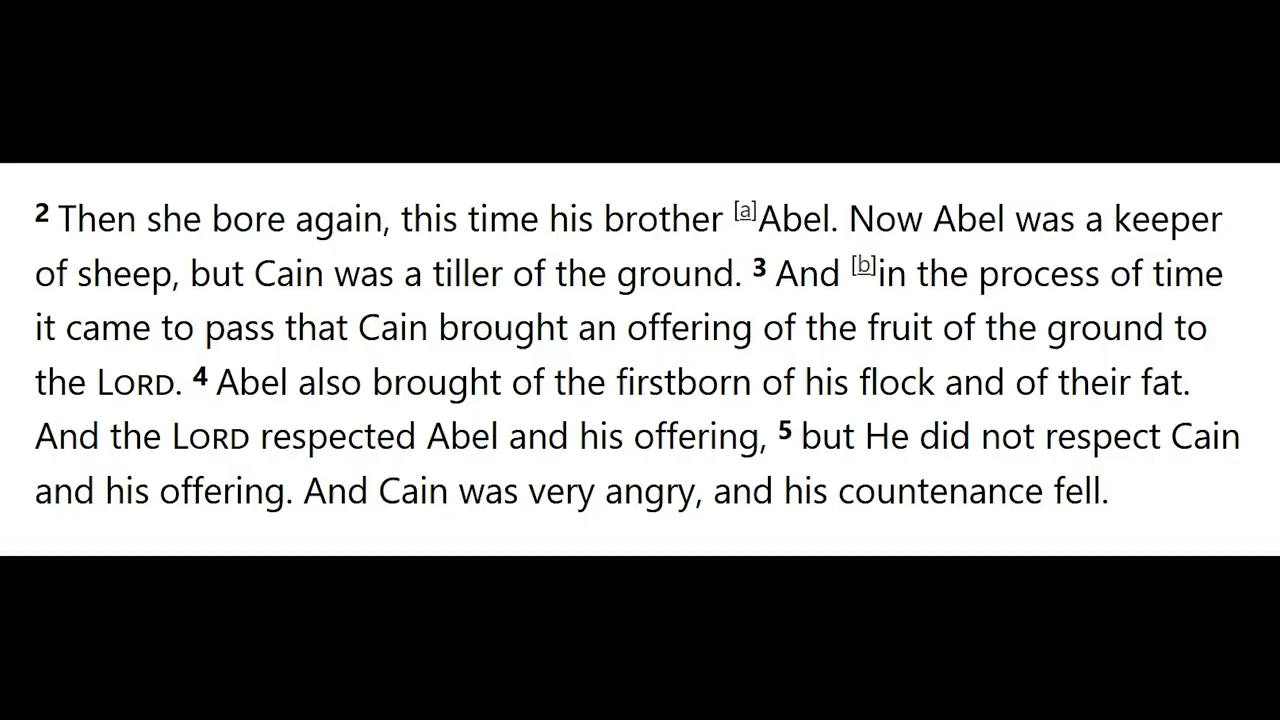 2 Then she bore again, this time his brother [a]Abel. Now Abel was a keeper
of sheep, but Cain was a tiller of the ground. 3 And [b]in the process of time
it came to pass that Cain brought an offering of the fruit of the ground to
the LORD. 4 Abel also brought of the firstborn of his flock and of their fat.
And the LORD respected Abel and his offering, 5 but He did not respect Cain
and his offering. And Cain was very angry, and his countenance fell.